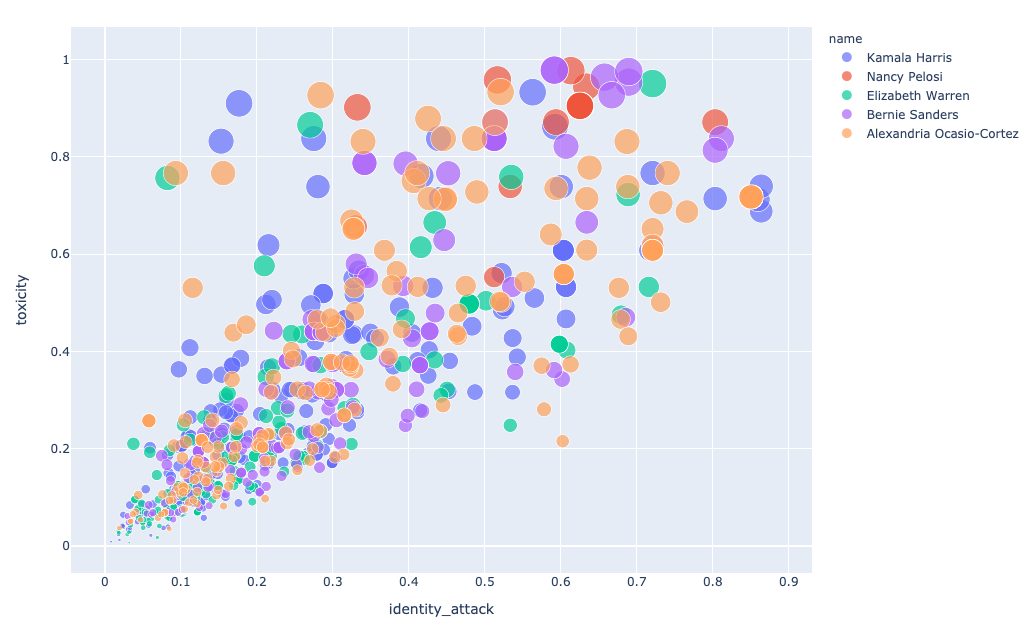 name
Kamala Harris
Nancy Pelosi
Elizabeth Warren
Bernie Sanders
Alexandria Ocasio-Cortez
toxicity
1
0.8
0.6
0.4
0.2
0
0 0.1 0.2 0.3 0.4 0.5 0.6 0.7 0.8 0.9
identity_attack